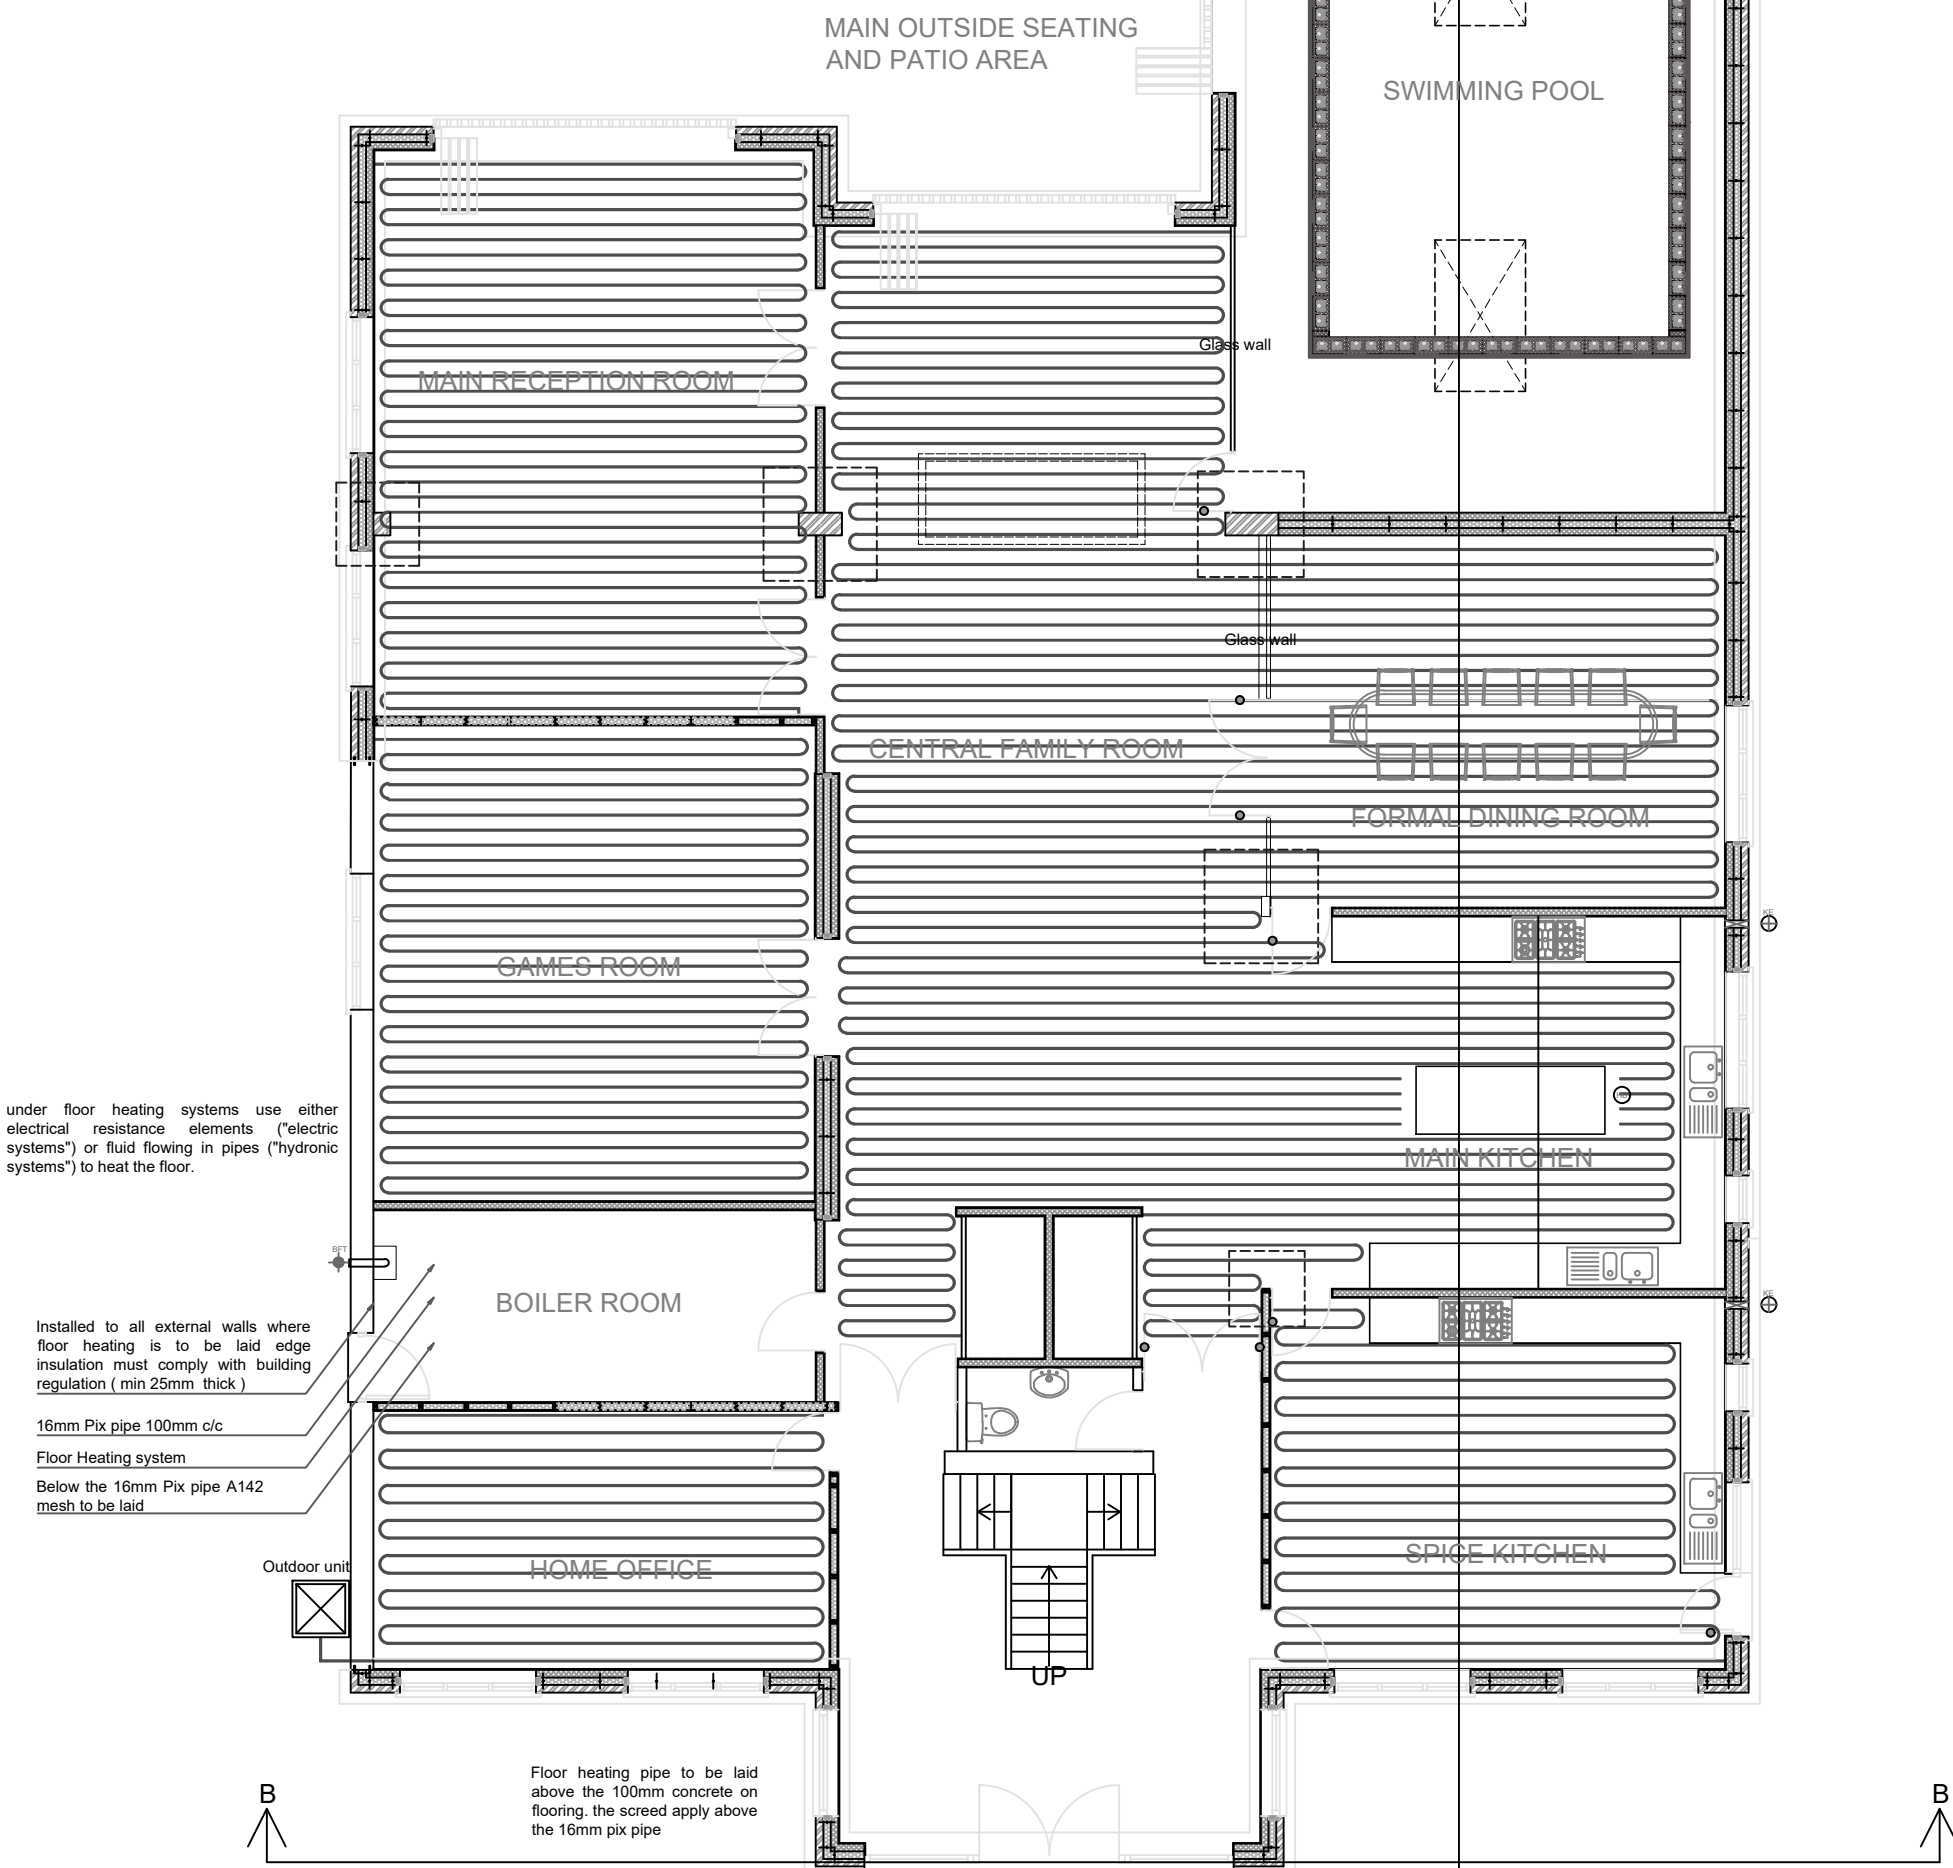 MAIN OUTSIDE SEATING
AND PATIO AREA
SWIMMING POOL
Glass wall
MAIN RECEPTION ROOM
Glass wall
CENTRAL FAMILY ROOM
FORMAL DINING ROOM
KE
GAMES ROOM
under floor heating systems use either
electrical resistance elements ("electric
systems") or fluid flowing in pipes ("hydronic
systems") to heat the floor.
MAIN KITCHEN
BFT
BOILER ROOM
KE
Installed to all external walls where
floor heating is to be laid edge
insulation must comply with building
regulation ( min 25mm thick )
16mm Pix pipe 100mm c/c
Floor Heating system
Below the 16mm Pix pipe A142
mesh to be laid
Outdoor unit
HOME OFFICE
SPICE KITCHEN
UP
Floor heating pipe to be laid
above the 100mm concrete on
flooring. the screed apply above
the 16mm pix pipe
B
B